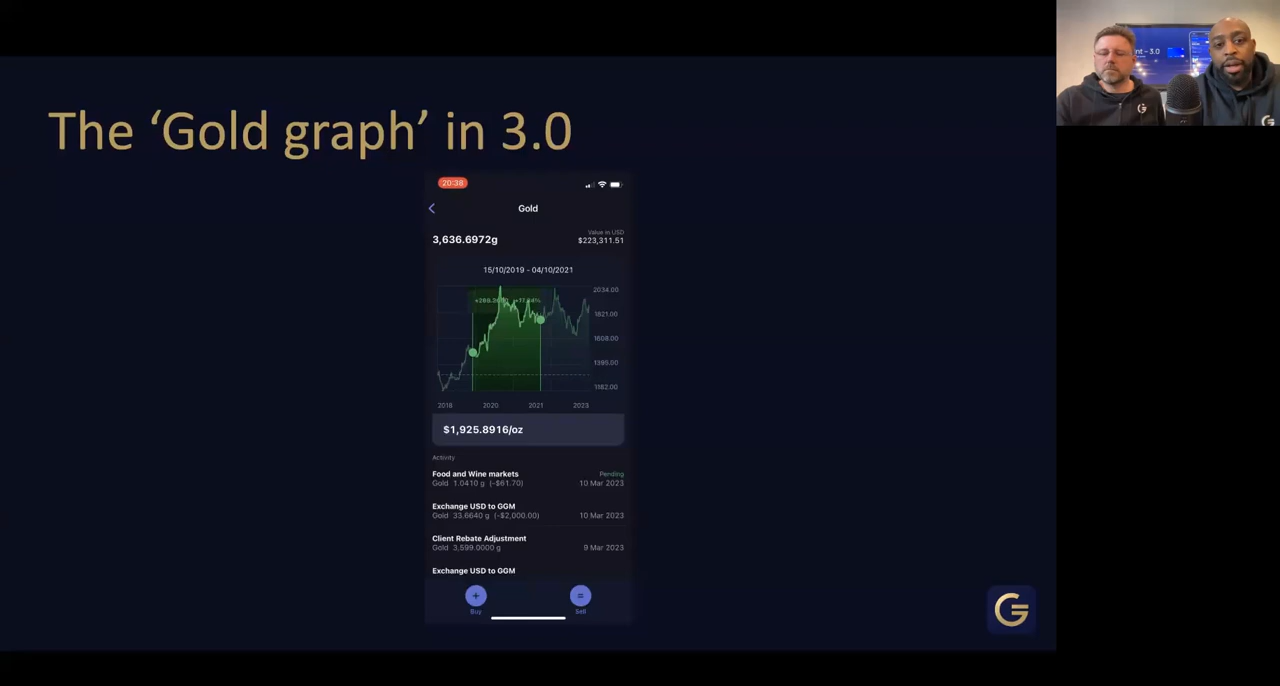 The ‘Gold graph’ in 3.0
20:38
Gold
3,636.6972g
Value in USD
$223,311.51
15/10/2019 - 04/10/2021
2034.00
1821.00
1608.00
1395.00
1182.00
2018 2020 2021 2023
$1,925.8916/oz
Activity
Food and Wine markets Pending
Gold 1.0410 g (-$61.70) 10 Mar 2023
Exchange USD to GGM
Gold 33.6640 g (-$2,000.00) 10 Mar 2023
Client Rebate Adjustment
Gold 3,599.0000 g 9 Mar 2023
Exchange USD to GGM
Buy Sell
3.0